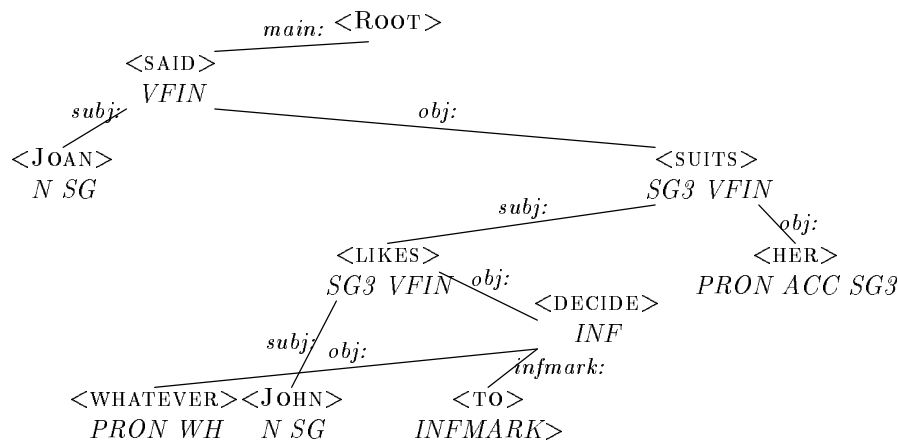 main: <ROOT>
<SAID>
VFIN
subj: obj:
<JOAN> <SUITS>
N SG SG3 VFIN
subj: obj:
<LIKES> <HER>
SG3 VFIN obj: PRON ACC SG3
<DECIDE>
INF
subj: obj:
infmark:
<WHATEVER> <JOHN> <TO>
PRON WH N SG INFMARK>